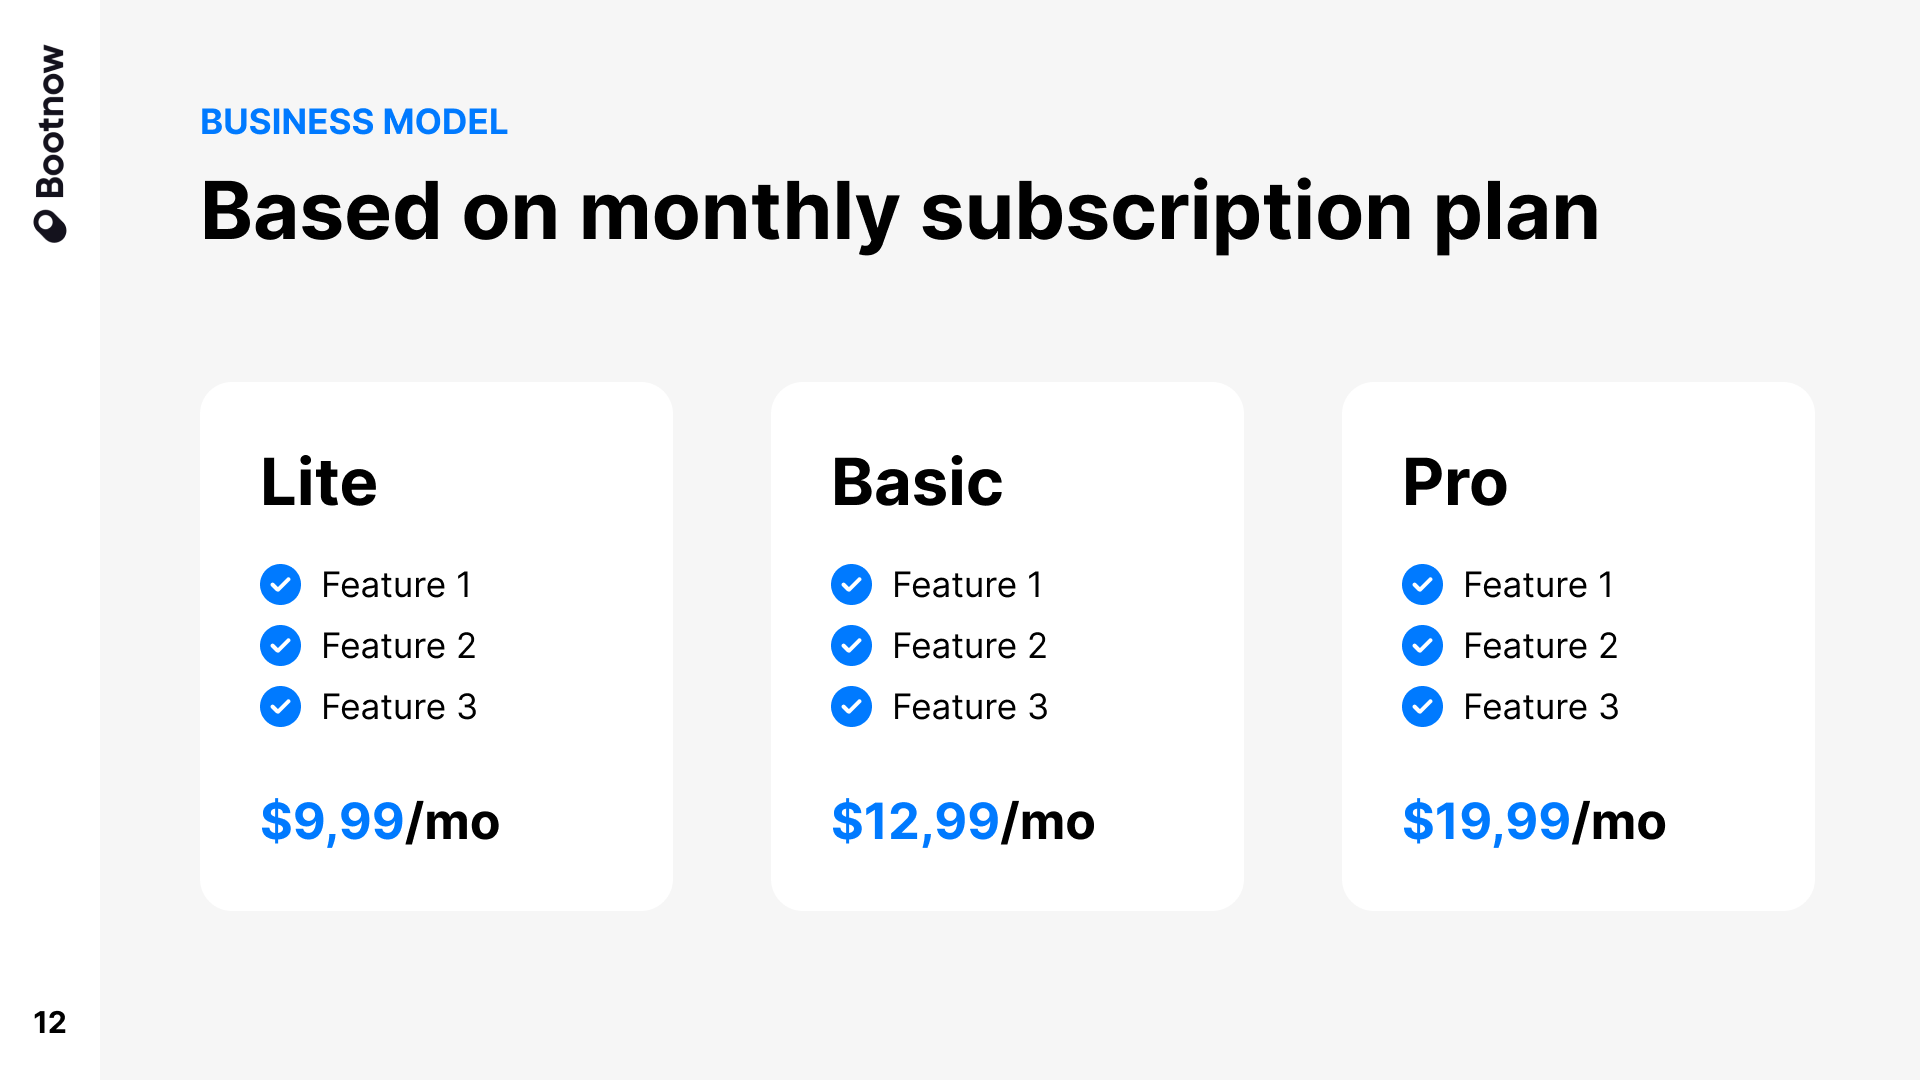 Bootnow
BUSINESS MODEL
Based on monthly subscription plan
Lite
Feature 1
Feature 2
Feature 3
$9,99/mo
Basic
Feature 1
Feature 2
Feature 3
$12,99/mo
Pro
Feature 1
Feature 2
Feature 3
$19,99/mo
12